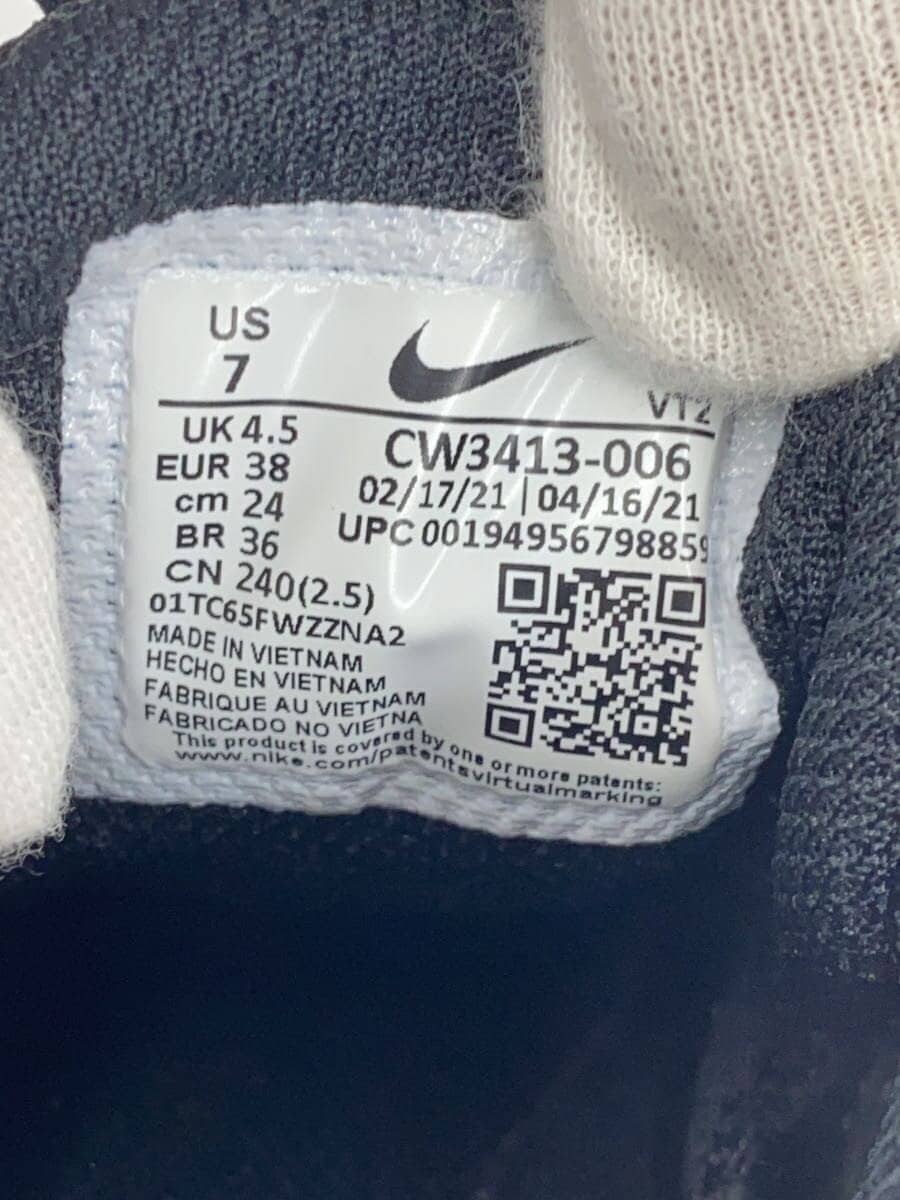 US
7
VT2
UK 4.5
EUR 38
cm 24
BR 36
CN 240(2.5)
CW3413-006
02/17/21 | 04/16/21
UPC 00194956798859
01TC65FWZZNA2
MADE IN VIETNAM
HECHO EN VIETNAM
FABRIQUE AU VIETNAM
FABRICADO NO VIETNA
This product is covered by one or more patents:
www.nike.com/patentsvirtualmarking